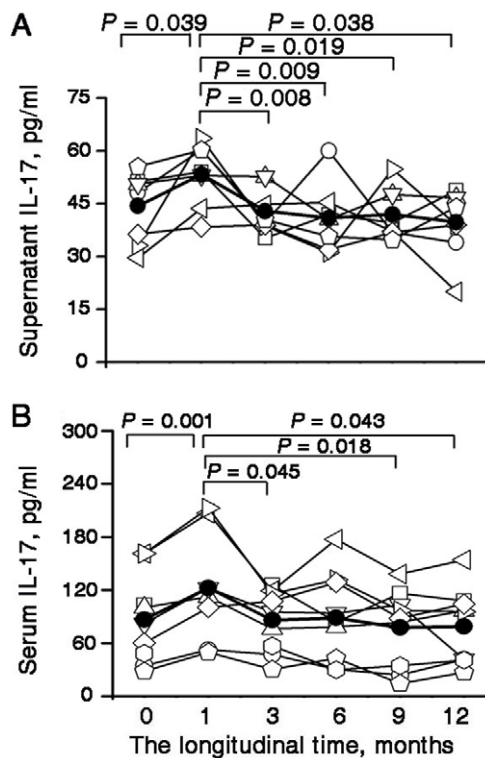 A
P = 0.039
P = 0.038
P = 0.019
P = 0.009
P = 0.008
75
60
45
30
15
0
Supernatant IL-17, pg/ml
B
P = 0.001
P = 0.043
P = 0.018
P = 0.045
300
240
180
120
60
0
Serum IL-17, pg/ml
0 1 3 6 9 12
The longitudinal time, months